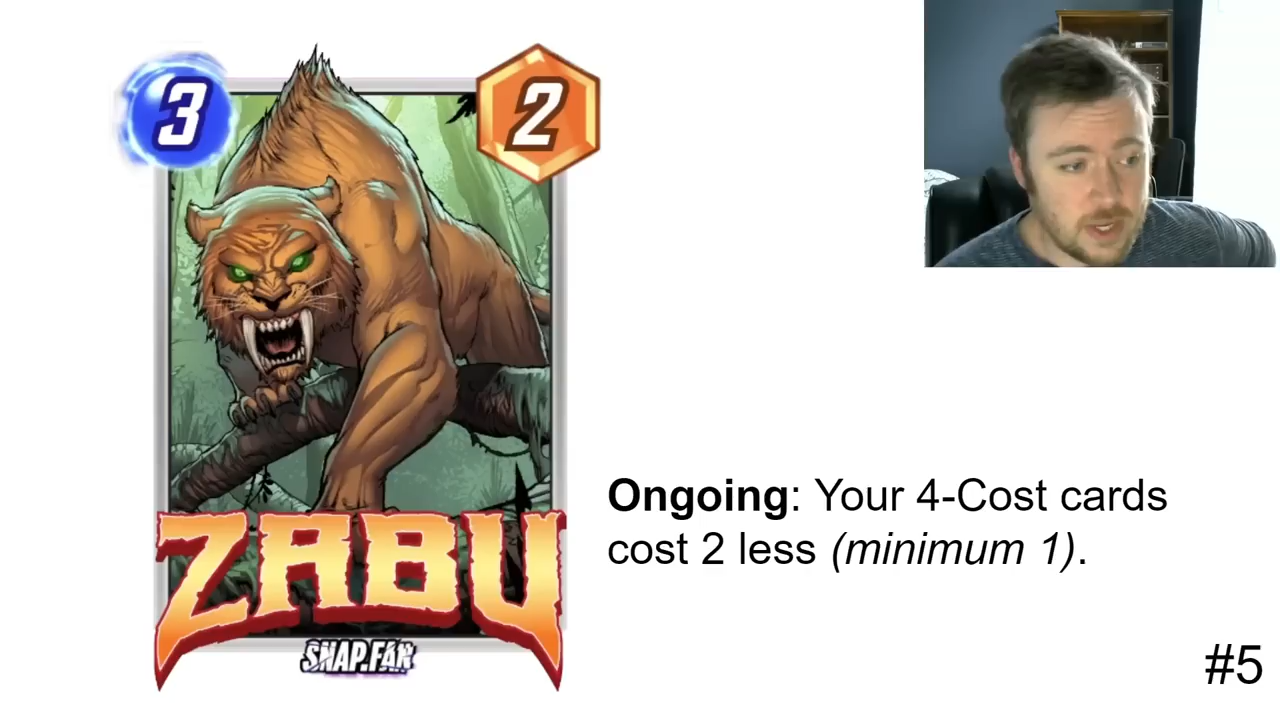 3
2
ZABU
SNAP.FAN
Ongoing: Your 4-Cost cards
cost 2 less (minimum 1).
#5